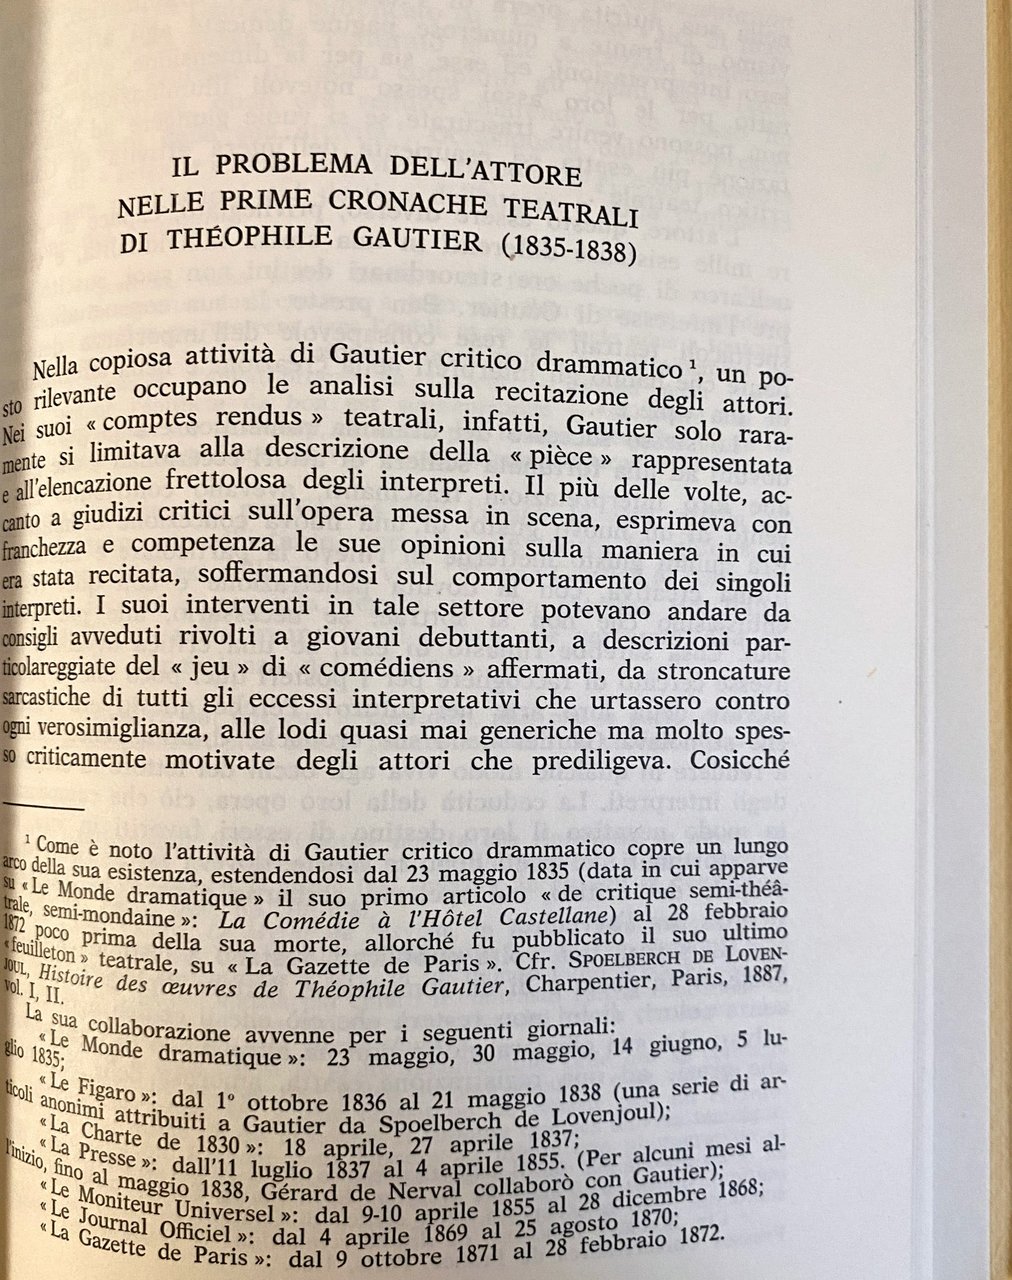 IL PROBLEMA DELL'ATTORE
NELLE PRIME CRONACHE TEATRALI
DI THÉOPHILE GAUTIER (1835-1838)
Nella copiosa attività di Gautier critico drammatico ¹, un po-
sto rilevante occupano le analisi sulla recitazione degli attori.
Nei suoi « comptes rendus » teatrali, infatti, Gautier solo rara-
mente si limitava alla descrizione della « pièce » rappresentata
e all'elencazione frettolosa degli interpreti. Il più delle volte, ac-
canto a giudizi critici sull'opera messa in scena, esprimeva con
franchezza e competenza le sue opinioni sulla maniera in cui
era stata recitata, soffermandosi sul comportamento dei singoli
interpreti. I suoi interventi in tale settore potevano andare da
consigli avveduti rivolti a giovani debuttanti, a descrizioni par-
ticolareggiate del « jeu » di « comédiens » affermati, da stroncature
sarcastiche di tutti gli eccessi interpretativi che urtassero contro
ogni verosimiglianza, alle lodi quasi mai generiche ma molto spes-
so criticamente motivate degli attori che prediligeva. Cosicché
¹ Come è noto l'attività di Gautier critico drammatico copre un lungo
arco della sua esistenza, estendendosi dal 23 maggio 1835 (data in cui apparve
su « Le Monde dramatique » il suo primo articolo « de critique semi-théâ-
trale, semi-mondaine »: La Comédie à l'Hôtel Castellane) al 28 febbraio
1872 poco prima della sua morte, allorché fu pubblicato il suo ultimo
« feuilleton » teatrale, su « La Gazette de Paris ». Cfr. SPOELBERCH DE LOVEN-
JOUL, Histoire des œuvres de Théophile Gautier, Charpentier, Paris, 1887,
vol. I, II.
La sua collaborazione avvenne per i seguenti giornali:
« Le Monde dramatique »: 23 maggio, 30 maggio, 14 giugno, 5 lu-
glio 1835;
« Le Figaro »: dal 1° ottobre 1836 al 21 maggio 1838 (una serie di ar-
ticoli anonimi attribuiti a Gautier da Spoelberch de Lovenjoul);
« La Charte de 1830 »: 18 aprile, 27 aprile 1837;
« La Presse »: dall'11 luglio 1837 al 4 aprile 1855. (Per alcuni mesi al-
l'inizio, fino al maggio 1838, Gérard de Nerval collaborò con Gautier);
« Le Moniteur Universel »: dal 9-10 aprile 1855 al 28 dicembre 1868;
« Le Journal Officiel »: dal 4 aprile 1869 al 25 agosto 1870;
« La Gazette de Paris »: dal 9 ottobre 1871 al 28 febbraio 1872.